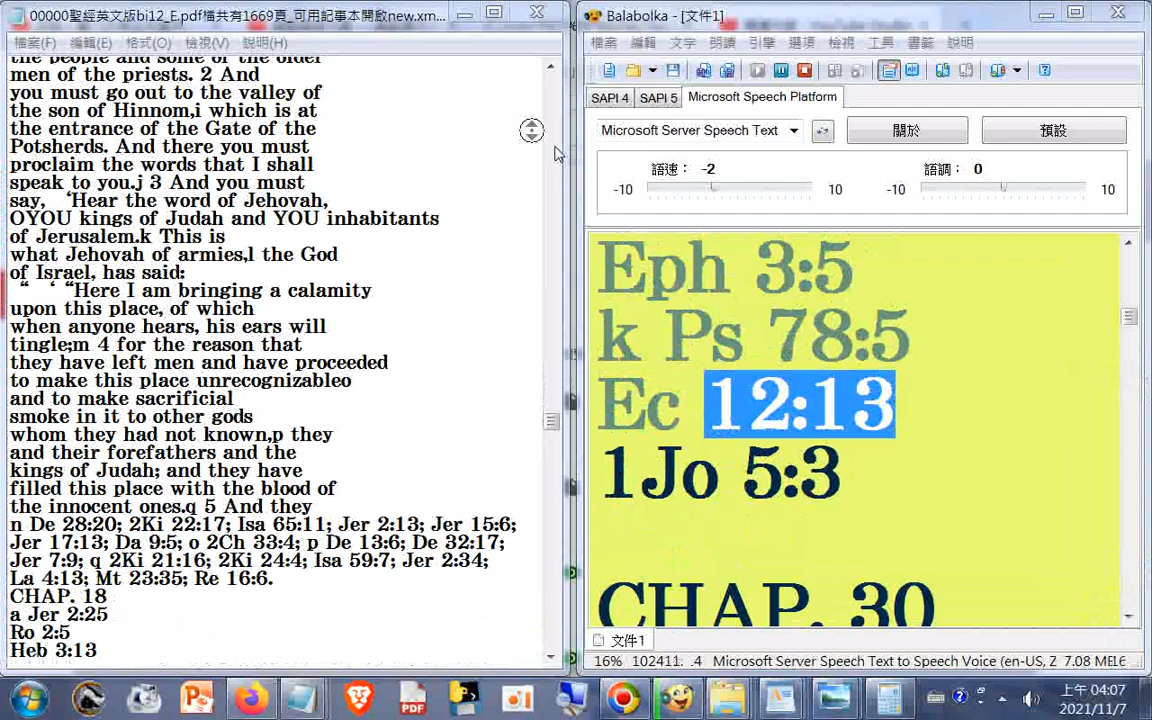 00000聖經英文版bi12_E.pdf檔共有1669頁_可用記事本開啟new.xm...
檔案(F) 編輯(E) 格式(O) 檢視(V) 說明(H)
the people and some of the older
men of the priests. 2 And
you must go out to the valley of
the son of Hinnom,i which is at
the entrance of the Gate of the
Potsherds. And there you must
proclaim the words that I shall
speak to you.j 3 And you must
say, ‘Hear the word of Jehovah,
OYOU kings of Judah and YOU inhabitants
of Jerusalem.k This is
what Jehovah of armies,l the God
of Israel, has said:
“ ‘ “Here I am bringing a calamity
upon this place, of which
when anyone hears, his ears will
tingle;m 4 for the reason that
they have left men and have proceeded
to make this place unrecognizableo
and to make sacrificial
smoke in it to other gods
whom they had not known,p they
and their forefathers and the
kings of Judah; and they have
filled this place with the blood of
the innocent ones.q 5 And they
n De 28:20; 2Ki 22:17; Isa 65:11; Jer 2:13; Jer 15:6;
Jer 17:13; Da 9:5; o 2Ch 33:4; p De 13:6; De 32:17;
Jer 7:9; q 2Ki 21:16; 2Ki 24:4; Isa 59:7; Jer 2:34;
La 4:13; Mt 23:35; Re 16:6.
CHAP. 18
a Jer 2:25
Ro 2:5
Heb 3:13
Balabolka - [文件1]
檔案 編輯 文字 朗讀 引擎 選項 檢視 工具 書籤 說明
SAPI 4 SAPI 5 Microsoft Speech Platform
Microsoft Server Speech Text 關於 預設
語速： -2 語調： 0
-10 10 -10 10
Eph 3:5
k Ps 78:5
Ec 12:13
1Jo 5:3
CHAP. 30
文件1
16% 102411. .4 Microsoft Server Speech Text to Speech Voice (en-US, Z 7.08 ME
上午 04:07
2021/11/7